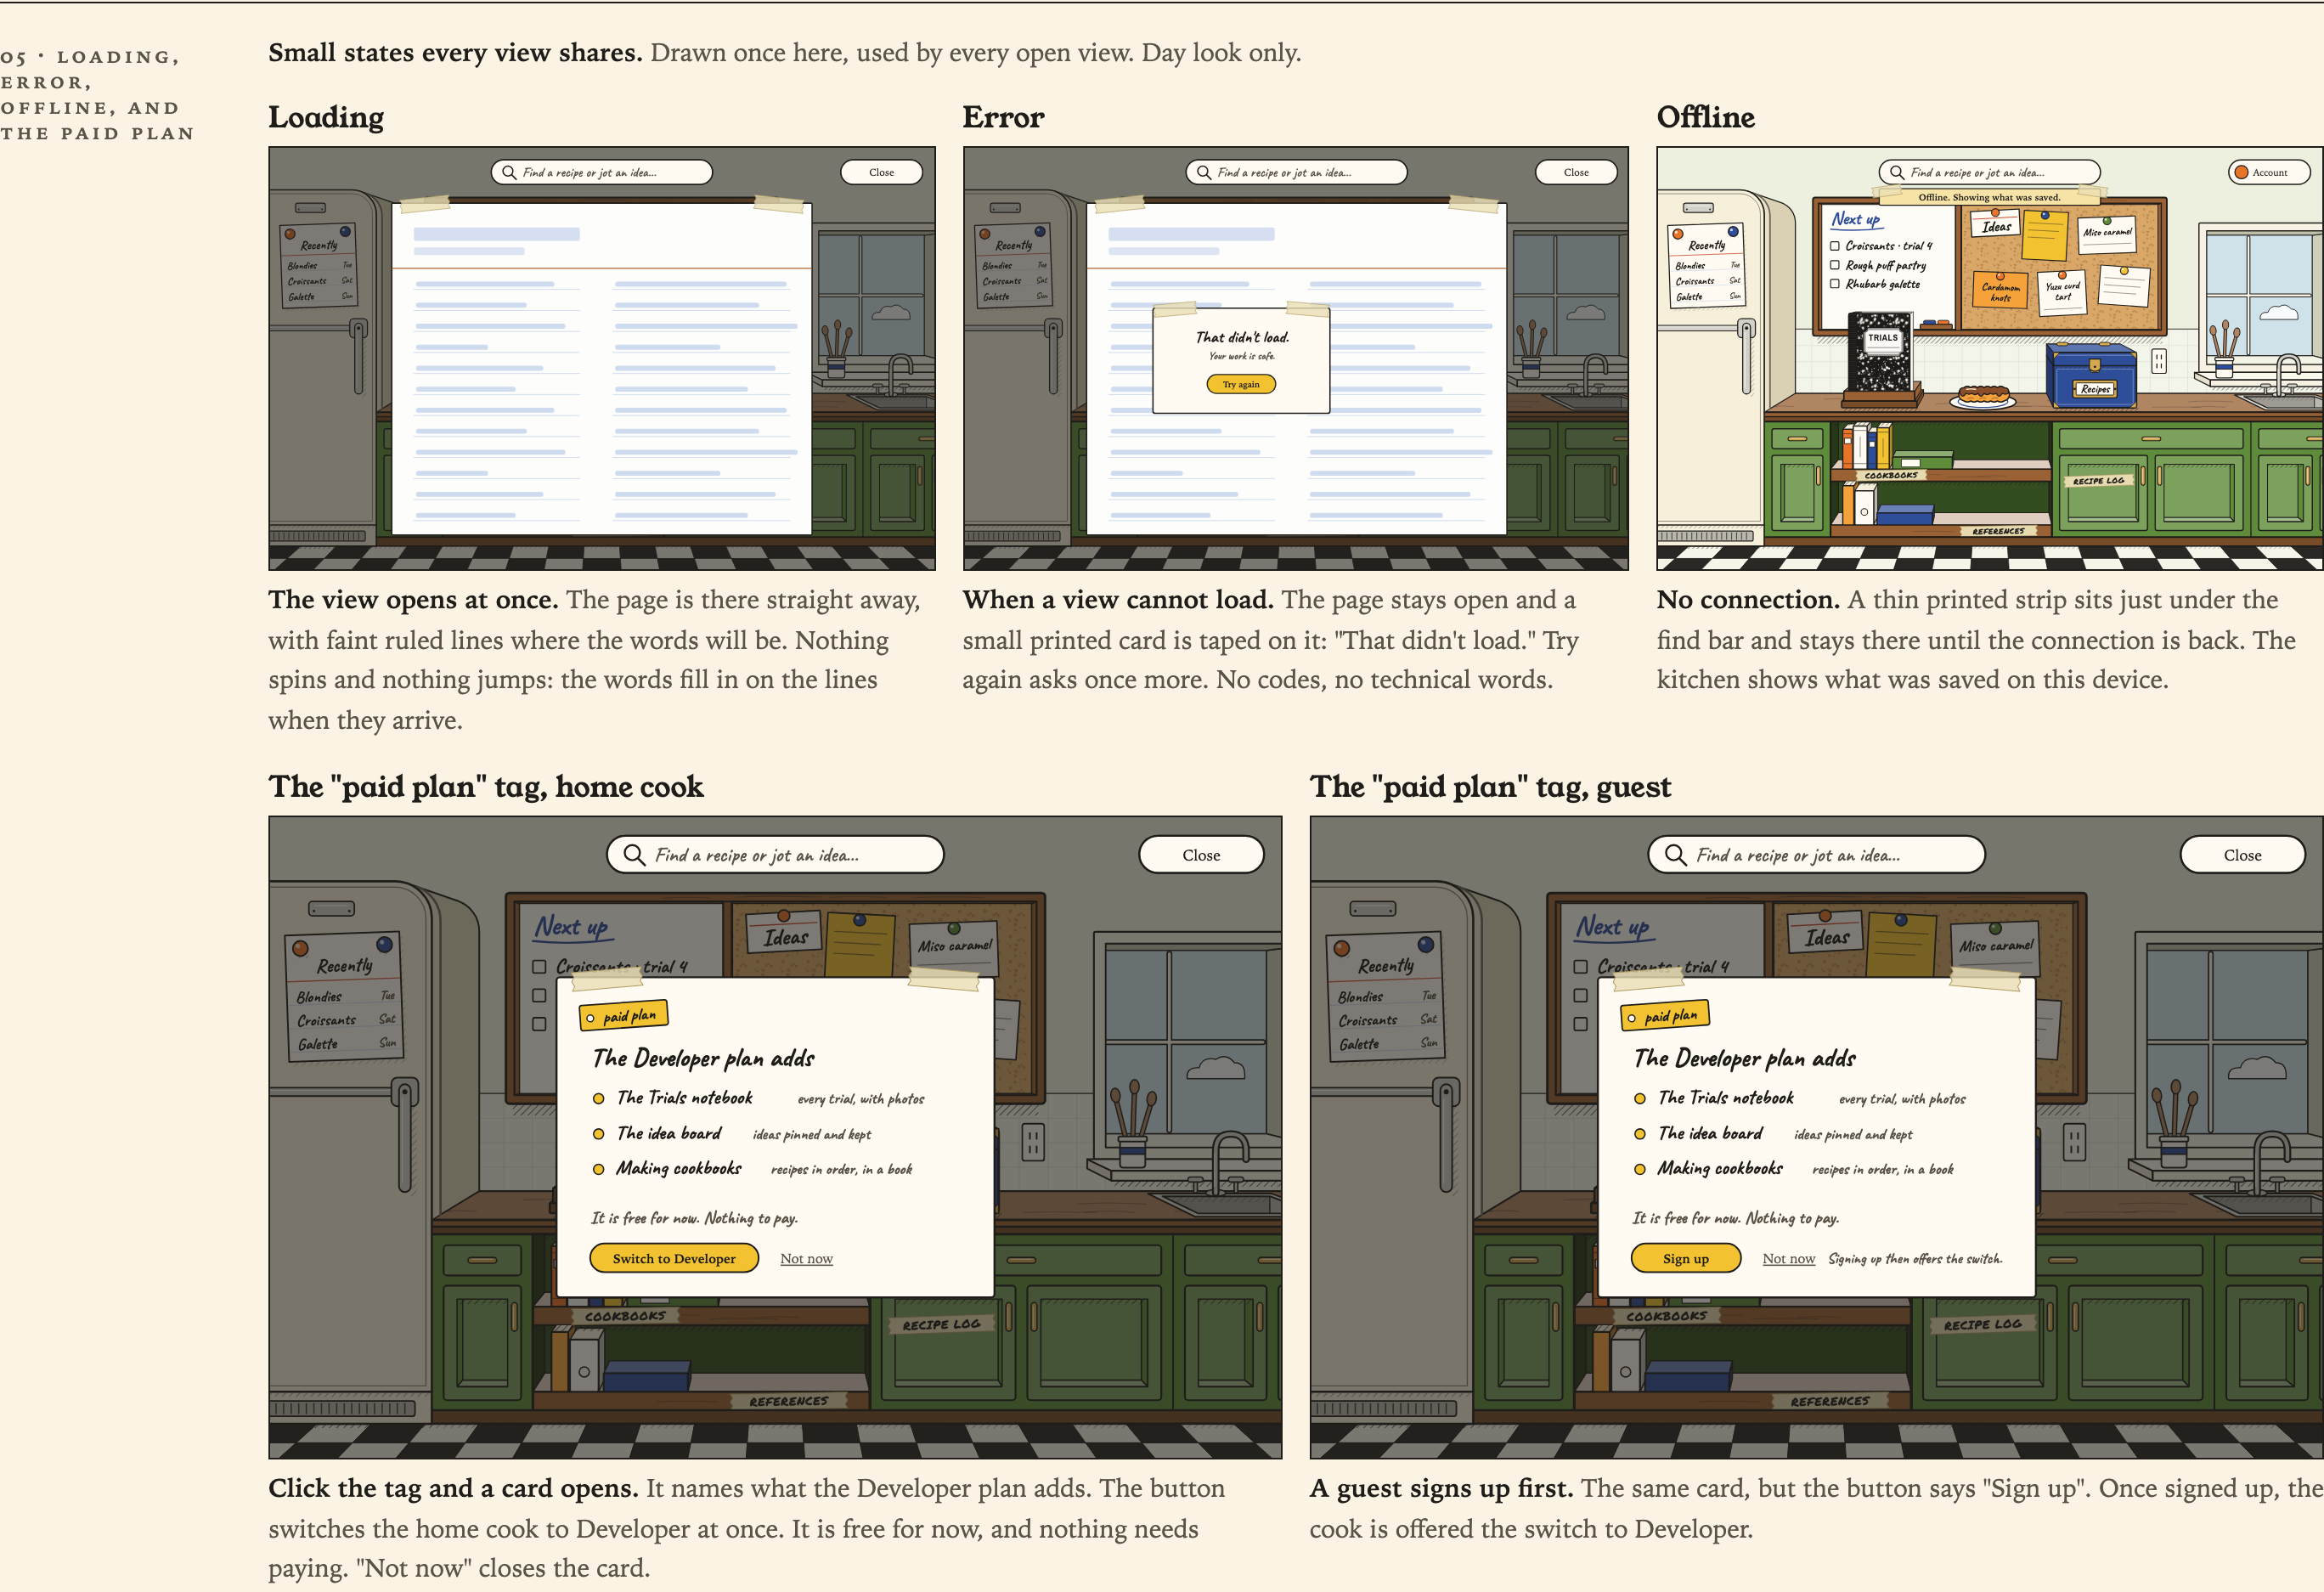 05 · LOADING,
ERROR,
OFFLINE, AND
THE PAID PLAN
Small states every view shares. Drawn once here, used by every open view. Day look only.
Loading
Find a recipe or jot an idea...
Close
Recently
Blondies Tue
Croissants Sat
Galette Sun
The view opens at once. The page is there straight away,
with faint ruled lines where the words will be. Nothing
spins and nothing jumps: the words fill in on the lines
when they arrive.
Error
Find a recipe or jot an idea...
Close
Recently
Blondies Tue
Croissants Sat
Galette Sun
That didn't load.
Your work is safe.
Try again
When a view cannot load. The page stays open and a
small printed card is taped on it: "That didn't load." Try
again asks once more. No codes, no technical words.
Offline
Find a recipe or jot an idea...
Account
Offline. Showing what was saved.
Recently
Blondies Tue
Croissants Sat
Galette Sun
Next up
Croissants · trial 4
Rough puff pastry
Rhubarb galette
Ideas
Miso caramel
Cardamom
knots
Yuzu curd
tart
TRIALS
Recipes
COOKBOOKS
RECIPE LOG
REFERENCES
No connection. A thin printed strip sits just under the
find bar and stays there until the connection is back. The
kitchen shows what was saved on this device.
The "paid plan" tag, home cook
Find a recipe or jot an idea...
Close
Recently
Blondies Tue
Croissants Sat
Galette Sun
Next up
Croissants · trial 4
Ideas
Miso caramel
paid plan
The Developer plan adds
The Trials notebook every trial, with photos
The idea board ideas pinned and kept
Making cookbooks recipes in order, in a book
It is free for now. Nothing to pay.
Switch to Developer Not now
COOKBOOKS
RECIPE LOG
REFERENCES
Click the tag and a card opens. It names what the Developer plan adds. The button
switches the home cook to Developer at once. It is free for now, and nothing needs
paying. "Not now" closes the card.
The "paid plan" tag, guest
Find a recipe or jot an idea...
Close
Recently
Blondies Tue
Croissants Sat
Galette Sun
Next up
Croissants · trial 4
Ideas
Miso caramel
paid plan
The Developer plan adds
The Trials notebook every trial, with photos
The idea board ideas pinned and kept
Making cookbooks recipes in order, in a book
It is free for now. Nothing to pay.
Sign up Not now Signing up then offers the switch.
COOKBOOKS
RECIPE LOG
REFERENCES
A guest signs up first. The same card, but the button says "Sign up". Once signed up, the
cook is offered the switch to Developer.